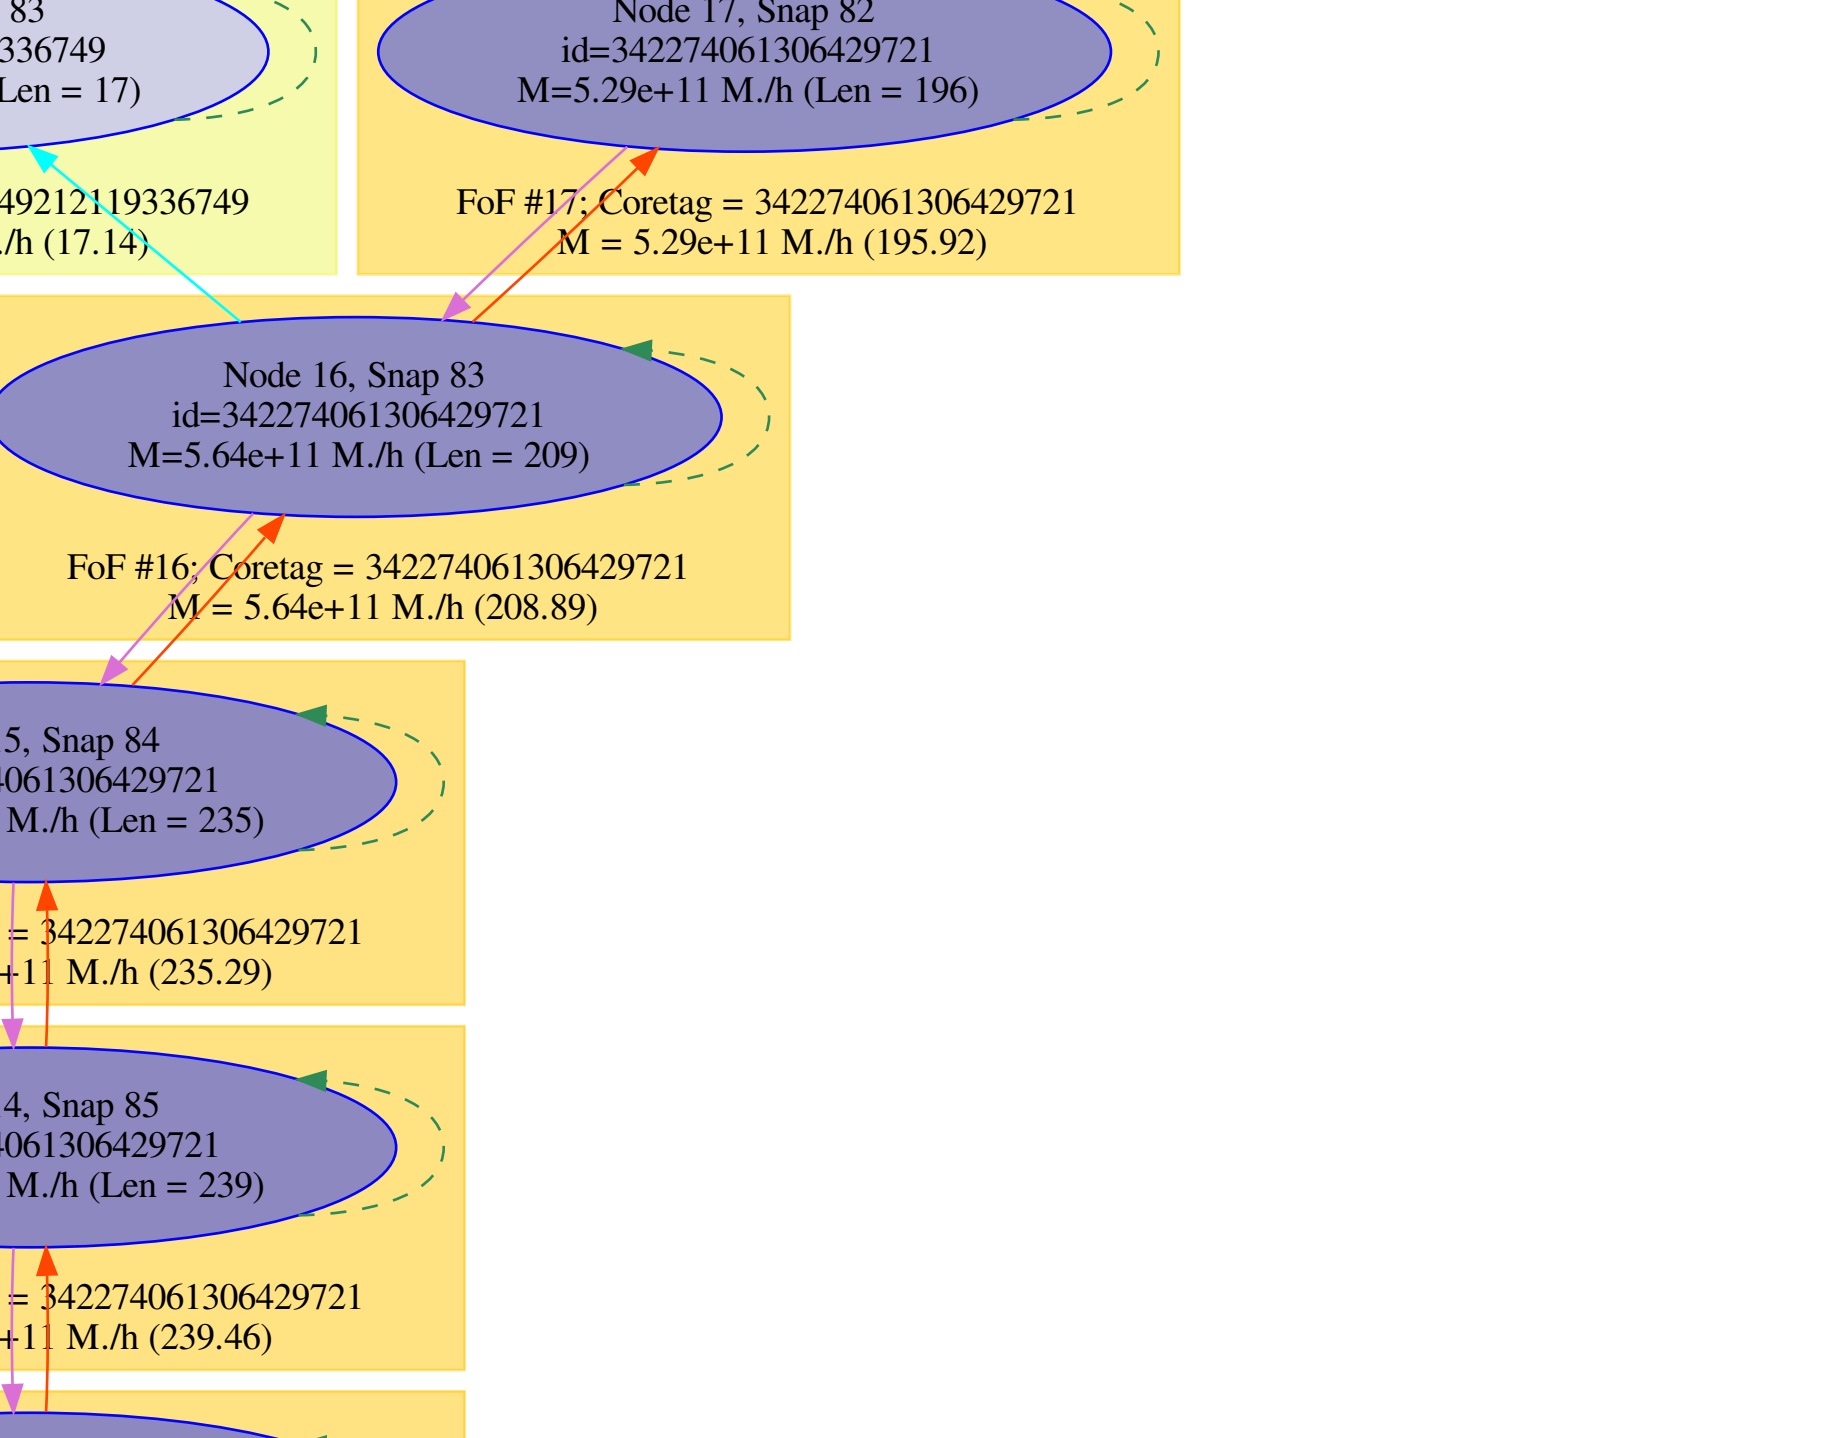 83
336749
Len = 17)
49212119336749
./h (17.14)
Node 17, Snap 82
id=342274061306429721
M=5.29e+11 M./h (Len = 196)
FoF #17; Coretag = 342274061306429721
M = 5.29e+11 M./h (195.92)
Node 16, Snap 83
id=342274061306429721
M=5.64e+11 M./h (Len = 209)
FoF #16; Coretag = 342274061306429721
M = 5.64e+11 M./h (208.89)
5, Snap 84
4061306429721
M./h (Len = 235)
= 342274061306429721
+11 M./h (235.29)
4, Snap 85
4061306429721
M./h (Len = 239)
= 342274061306429721
+11 M./h (239.46)